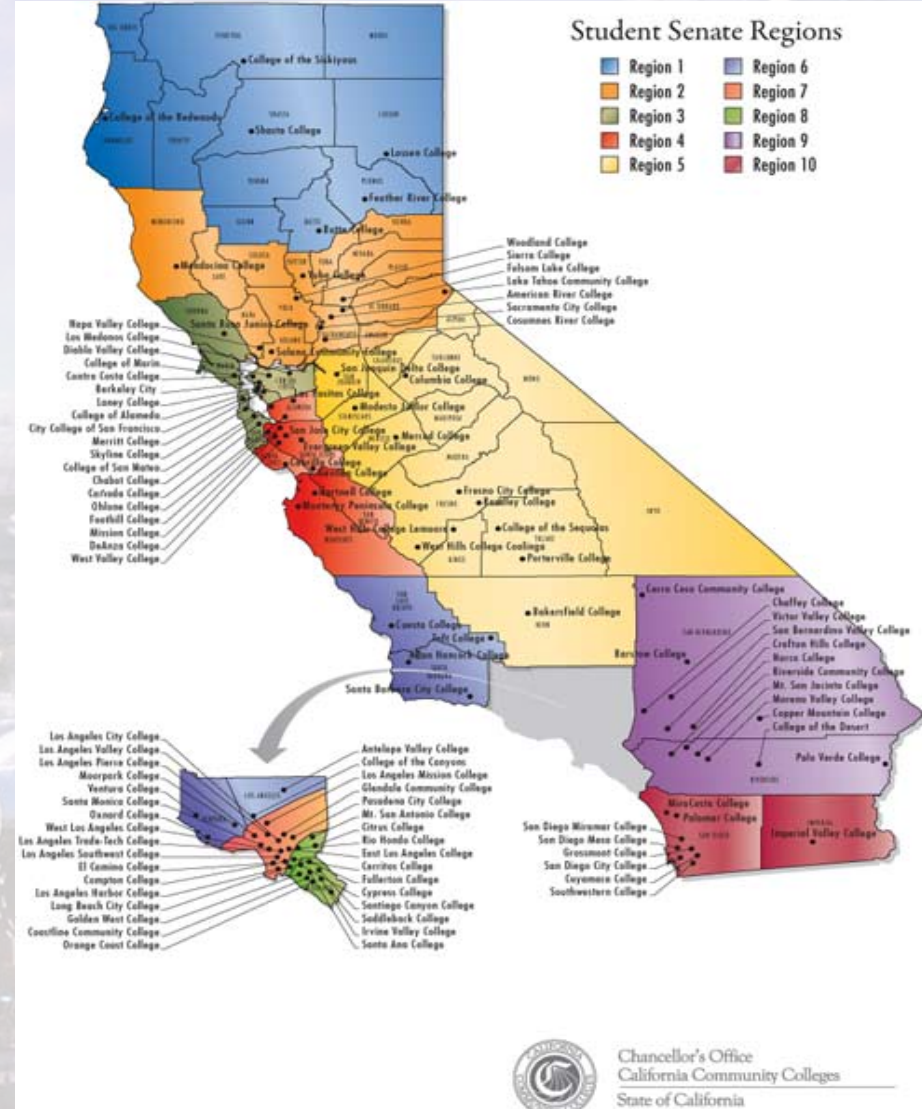 Student Senate Regions
Region 1
Region 2
Region 3
Region 4
Region 5
Region 6
Region 7
Region 8
Region 9
Region 10
College of the Siskiyous
College of the Redwoods
Shasta College
Lassen College
Feather River College
Butte College
Mendocino College
Yuba College
Woodland College
Sierra College
Folsom Lake College
Lake Tahoe Community College
American River College
Sacramento City College
Cosumnes River College
Santa Rosa Junior College
Solano Community College
Napa Valley College
Los Medanos College
Diablo Valley College
College of Marin
Contra Costa College
Berkeley City
Laney College
College of Alameda
City College of San Francisco
Merritt College
Skyline College
College of San Mateo
Chabot College
Cañada College
Ohlone College
Foothill College
Mission College
DeAnza College
West Valley College
San Joaquin Delta College
Columbia College
Las Positas College
Modesto Junior College
San Jose City College
Merced College
Evergreen Valley College
Cabrillo College
Gavilan College
Hartnell College
Monterey Peninsula College
Fresno City College
Reedley College
West Hills College Lemoore
College of the Sequoias
West Hills College Coalinga
Porterville College
Bakersfield College
Cuesta College
Taft College
Allan Hancock College
Santa Barbara City College
Cerro Coso Community College
Chaffey College
Victor Valley College
San Bernardino Valley College
Crafton Hills College
Barstow College
Norco College
Riverside Community College
Mt. San Jacinto College
Moreno Valley College
Copper Mountain College
College of the Desert
Palo Verde College
MiraCosta College
Palomar College
Imperial Valley College
San Diego Miramar College
San Diego Mesa College
Grossmont College
San Diego City College
Cuyamaca College
Southwestern College
Los Angeles City College
Los Angeles Valley College
Los Angeles Pierce College
Moorpark College
Ventura College
Santa Monica College
Oxnard College
West Los Angeles College
Los Angeles Trade-Tech College
Los Angeles Southwest College
El Camino College
Compton College
Los Angeles Harbor College
Long Beach City College
Golden West College
Coastline Community College
Orange Coast College
Antelope Valley College
College of the Canyons
Los Angeles Mission College
Glendale Community College
Pasadena City College
Mt. San Antonio College
Citrus College
Rio Hondo College
East Los Angeles College
Cerritos College
Fullerton College
Cypress College
Santiago Canyon College
Saddleback College
Irvine Valley College
Santa Ana College
Chancellor's Office
California Community Colleges
State of California